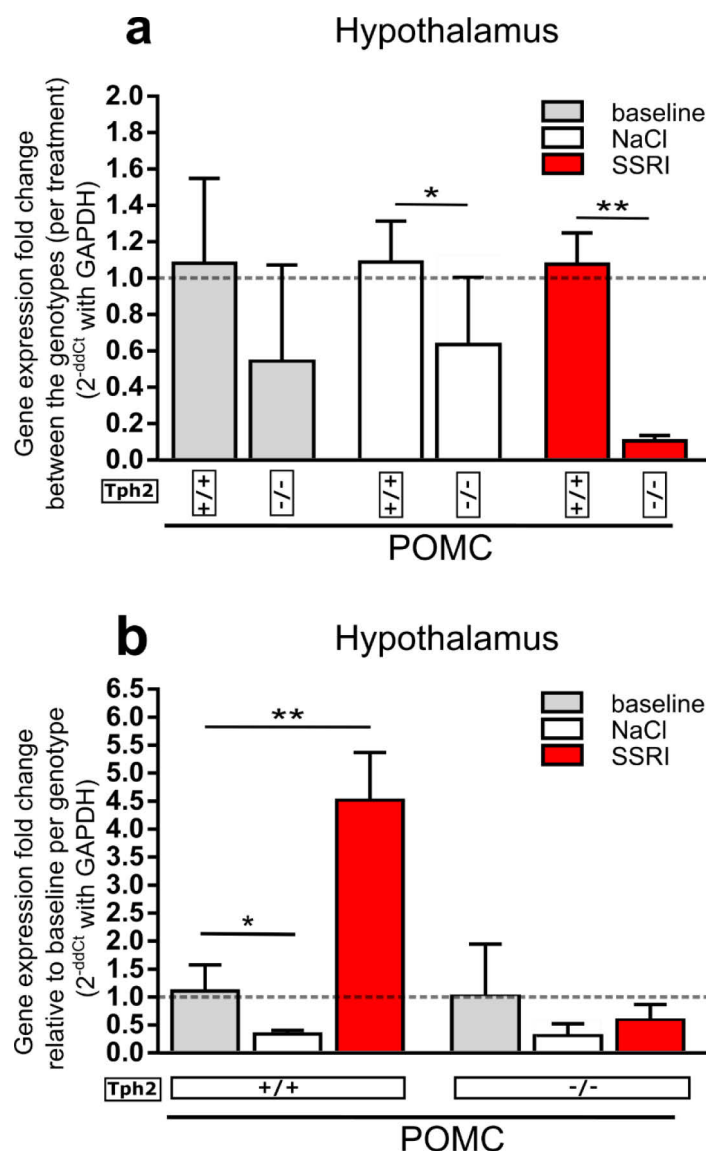 a Hypothalamus
Gene expression fold change
between the genotypes (per treatment)
(2-ddCt with GAPDH)
2.0
1.8
1.6
1.4
1.2
1.0
0.8
0.6
0.4
0.2
0.0
baseline
NaCl
SSRI
*
**
Tph2 +/+ -/- +/+ -/- +/+ -/-
POMC
b Hypothalamus
Gene expression fold change
relative to baseline per genotype
(2-ddCt with GAPDH)
6.5
6.0
5.5
5.0
4.5
4.0
3.5
3.0
2.5
2.0
1.5
1.0
0.5
0.0
baseline
NaCl
SSRI
**
*
Tph2 +/+ -/-
POMC